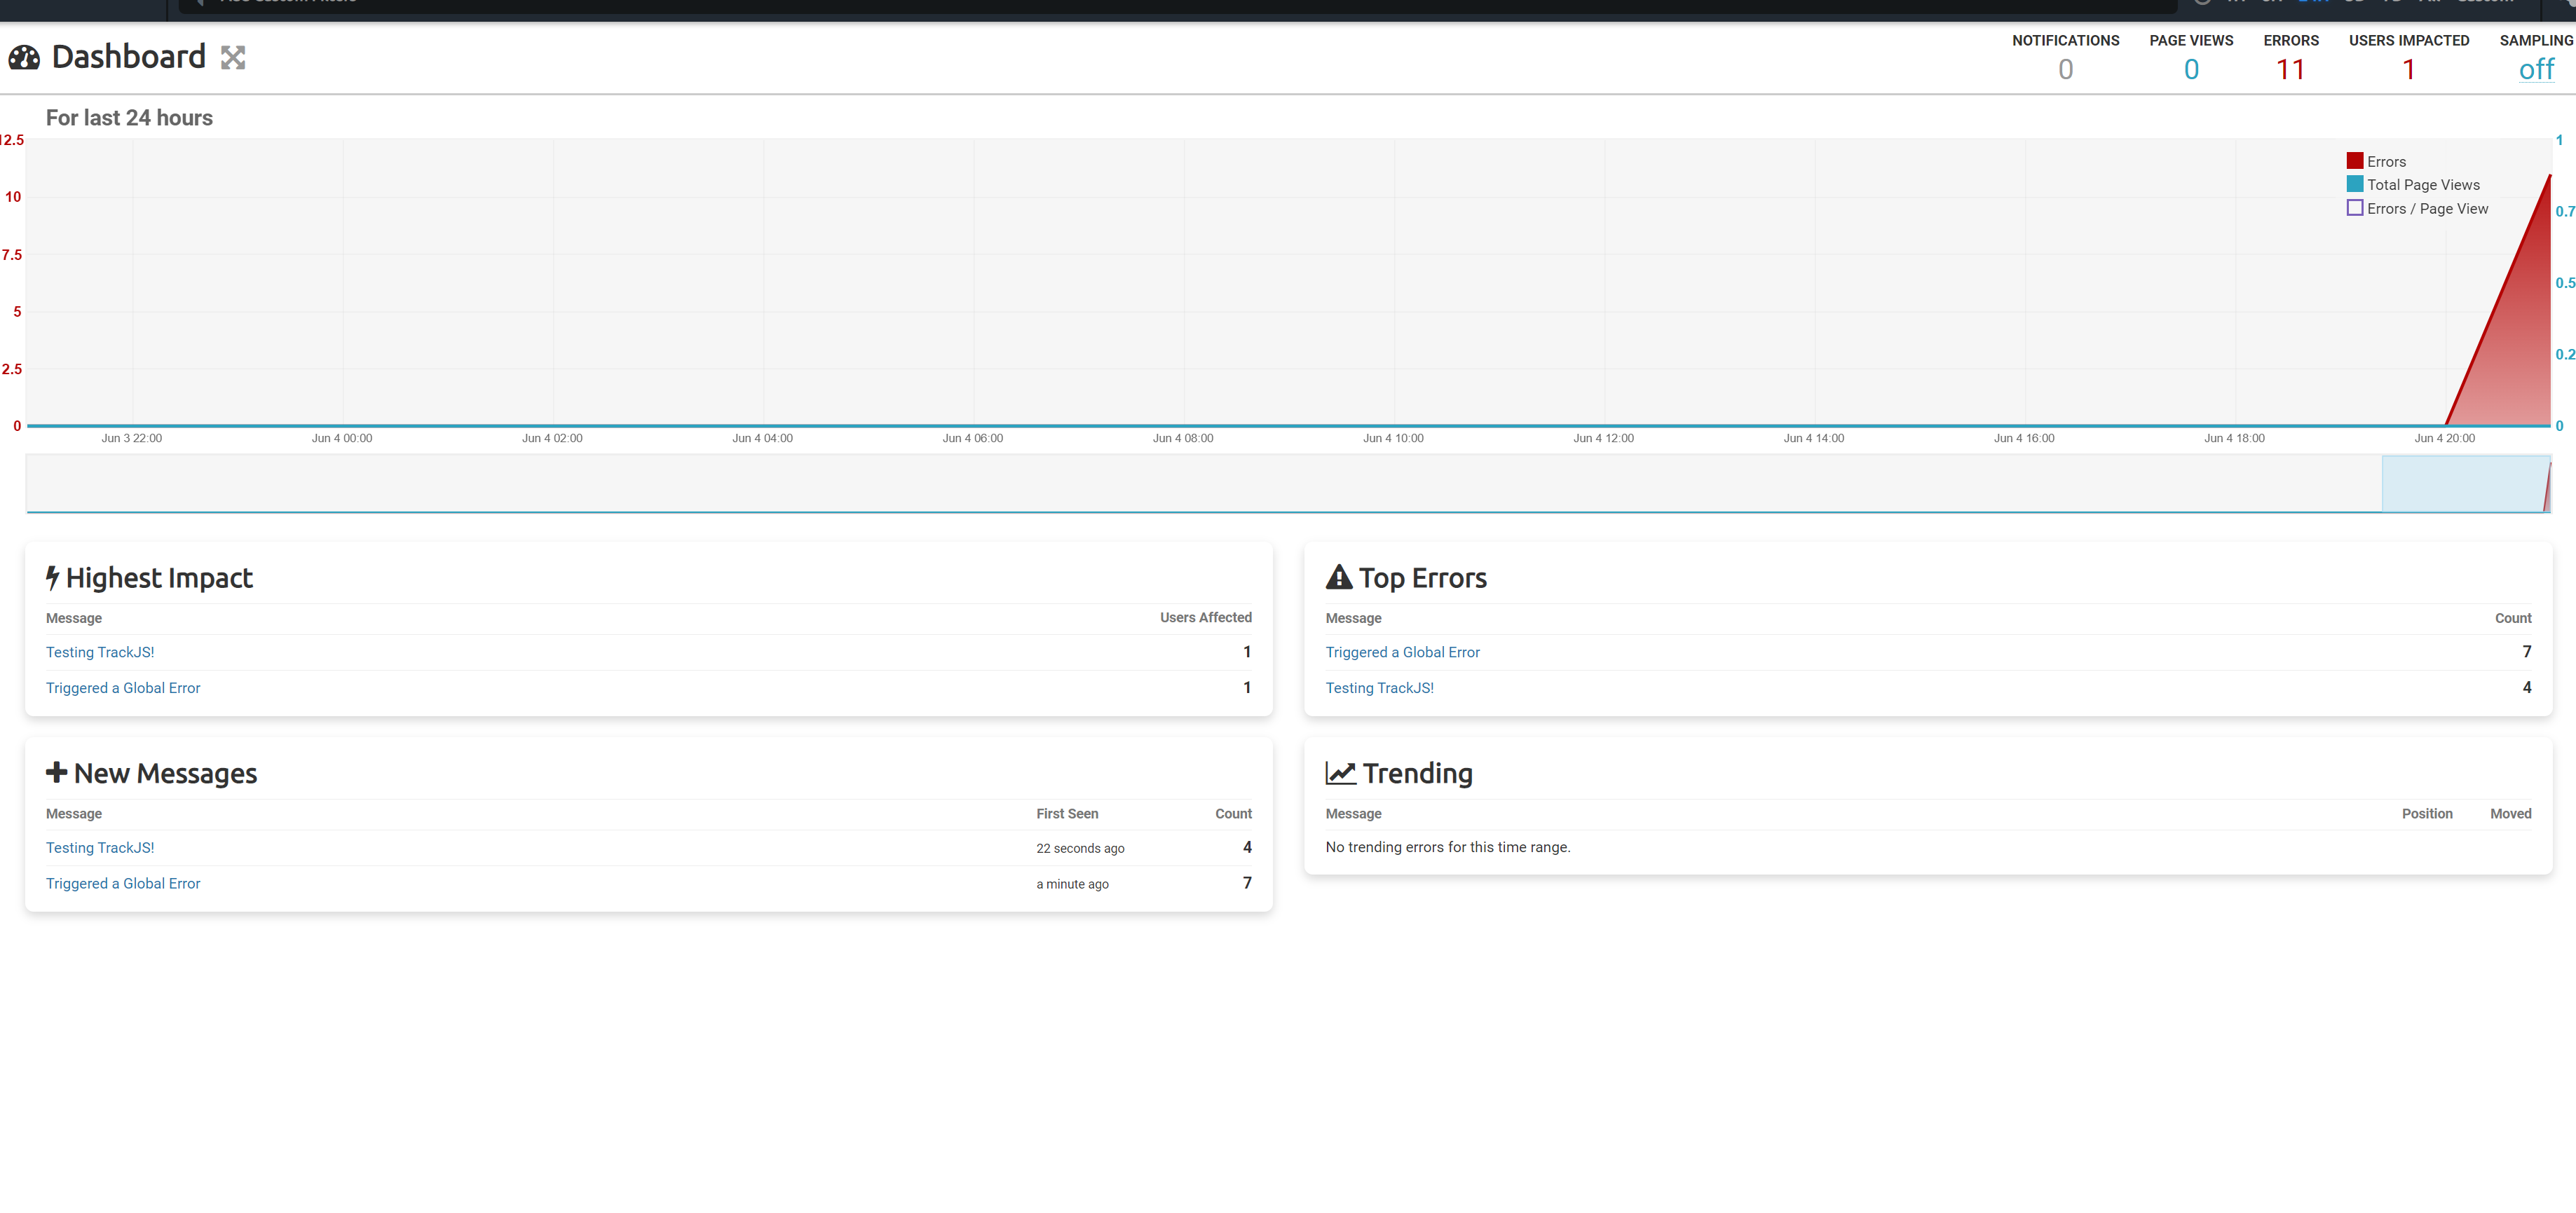 Dashboard
NOTIFICATIONS PAGE VIEWS ERRORS USERS IMPACTED SAMPLING
0 0 11 1 off
For last 24 hours
12.5 1
10
7.5
5 0.5
2.5
0 0
Errors
Total Page Views
Errors / Page View
Jun 3 22:00 Jun 4 00:00 Jun 4 02:00 Jun 4 04:00 Jun 4 06:00 Jun 4 08:00 Jun 4 10:00 Jun 4 12:00 Jun 4 14:00 Jun 4 16:00 Jun 4 18:00 Jun 4 20:00
Highest Impact
Message Users Affected
Testing TrackJS! 1
Triggered a Global Error 1
Top Errors
Message Count
Triggered a Global Error 7
Testing TrackJS! 4
New Messages
Message First Seen Count
Testing TrackJS! 22 seconds ago 4
Triggered a Global Error a minute ago 7
Trending
Message Position Moved
No trending errors for this time range.